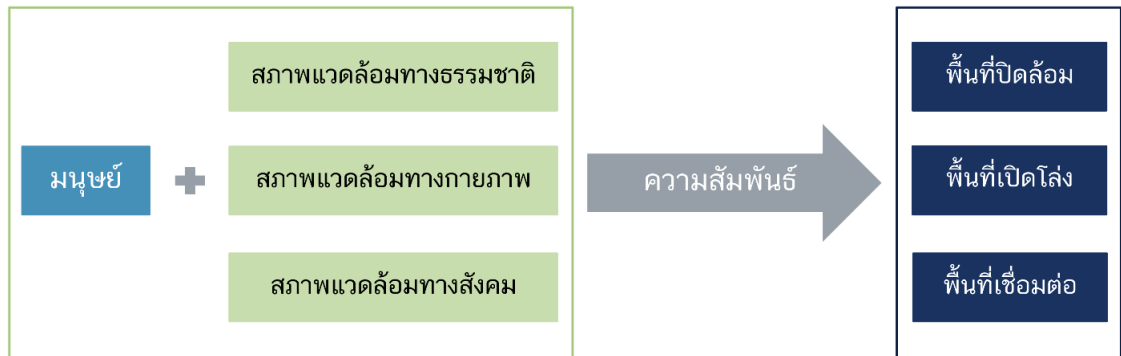 สภาพแวดล้อมทางธรรมชาติ
มนุษย์
สภาพแวดล้อมทางกายภาพ
สภาพแวดล้อมทางสังคม
ความสัมพันธ์
พื้นที่ปิดล้อม
พื้นที่เปิดโล่ง
พื้นที่เชื่อมต่อ